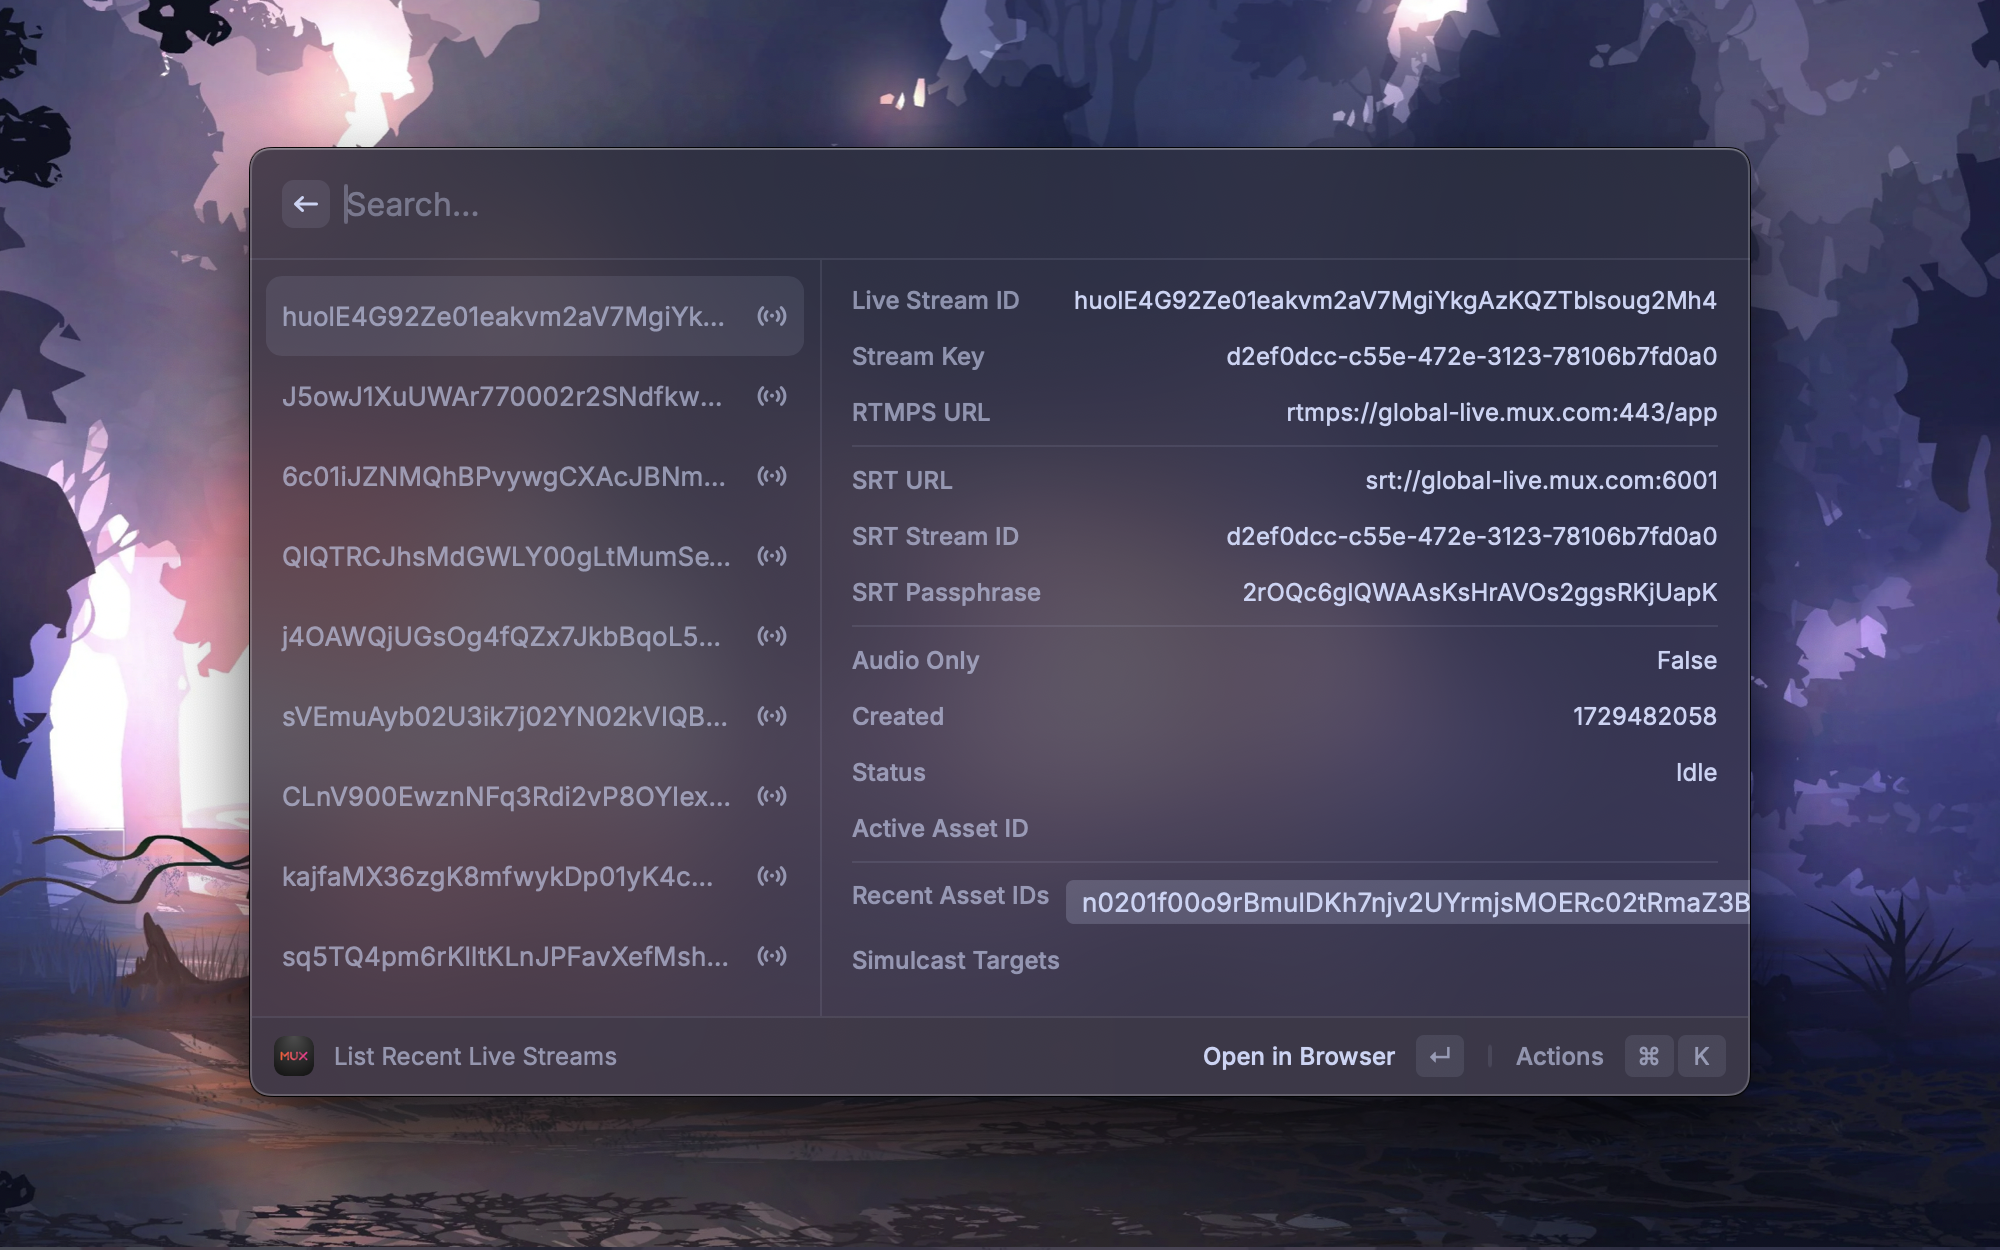 Search...
huolE4G92Ze01eakvm2aV7MgiYk...
J5owJ1XuUWAr770002r2SNdfkw...
6c01iJZNMQhBPvywgCXAcJBNm...
QIQTRCJhsMdGWLY00gLtMumSe...
j4OAWQjUGsOg4fQZx7JkbBqoL5...
sVEmuAyb02U3ik7j02YN02kVIQB...
CLnV900EwznNFq3Rdi2vP8OYIex...
kajfaMX36zgK8mfwykDp01yK4c...
sq5TQ4pm6rKlltKLnJPFavXefMsh...
Live Stream ID huolE4G92Ze01eakvm2aV7MgiYkgAzKQZTblsoug2Mh4
Stream Key d2ef0dcc-c55e-472e-3123-78106b7fd0a0
RTMPS URL rtmps://global-live.mux.com:443/app
SRT URL srt://global-live.mux.com:6001
SRT Stream ID d2ef0dcc-c55e-472e-3123-78106b7fd0a0
SRT Passphrase 2rOQc6glQWAAsKsHrAVOs2ggsRKjUapK
Audio Only False
Created 1729482058
Status Idle
Active Asset ID
Recent Asset IDs n0201f00o9rBmulDKh7njv2UYrmjsMOERc02tRmaZ3B
Simulcast Targets
MUX List Recent Live Streams
Open in Browser Actions ⌘ K